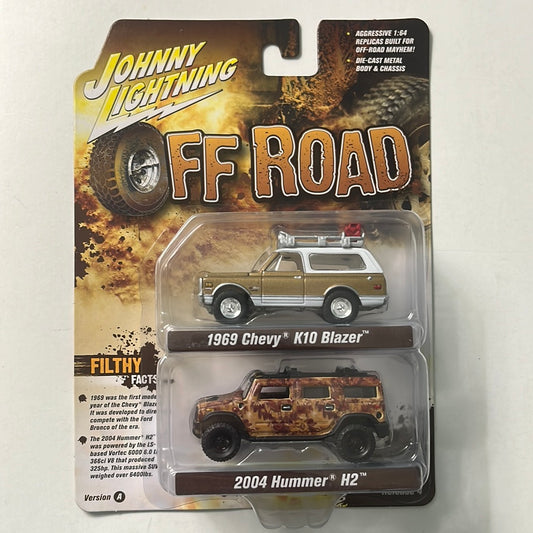 JOHNNY
LIGHTNING
• AGGRESSIVE 1:64
REPLICAS BUILT FOR
OFF-ROAD MAYHEM!
• DIE-CAST METAL
BODY & CHASSIS
OFF ROAD
1969 Chevy® K10 Blazer™
FILTHY
FACTS
• 1969 was the first model
year of the Chevy® Blazer
It was developed to
compete with the Ford
Bronco of the era.
• The 2004 Hummer® H2™
was powered by the LS-
based Vortec 6000 6.0
366ci V8 that produced
325hp. This massive SUV
weighed over 6400lbs.
Version A
2004 Hummer® H2™
Release 4